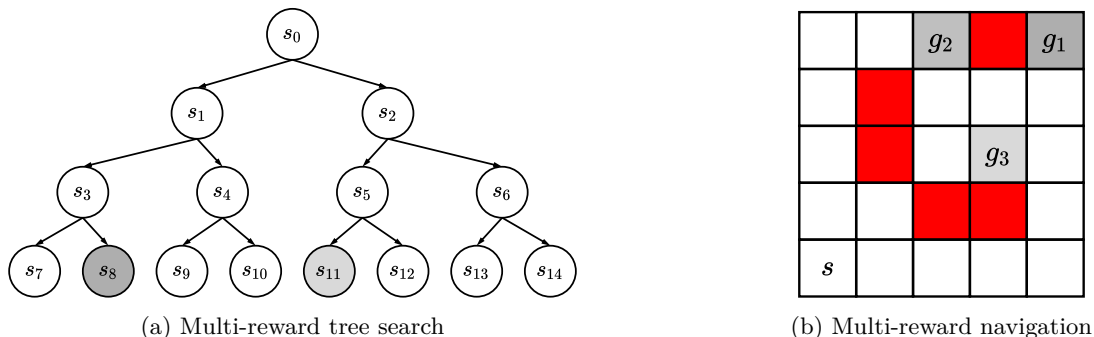 s₀
s₁ s₂
s₃ s₄ s₅ s₆
s₇ s₈ s₉ s₁₀ s₁₁ s₁₂ s₁₃ s₁₄
(a) Multi-reward tree search
g₂ g₁
g₃
s
(b) Multi-reward navigation